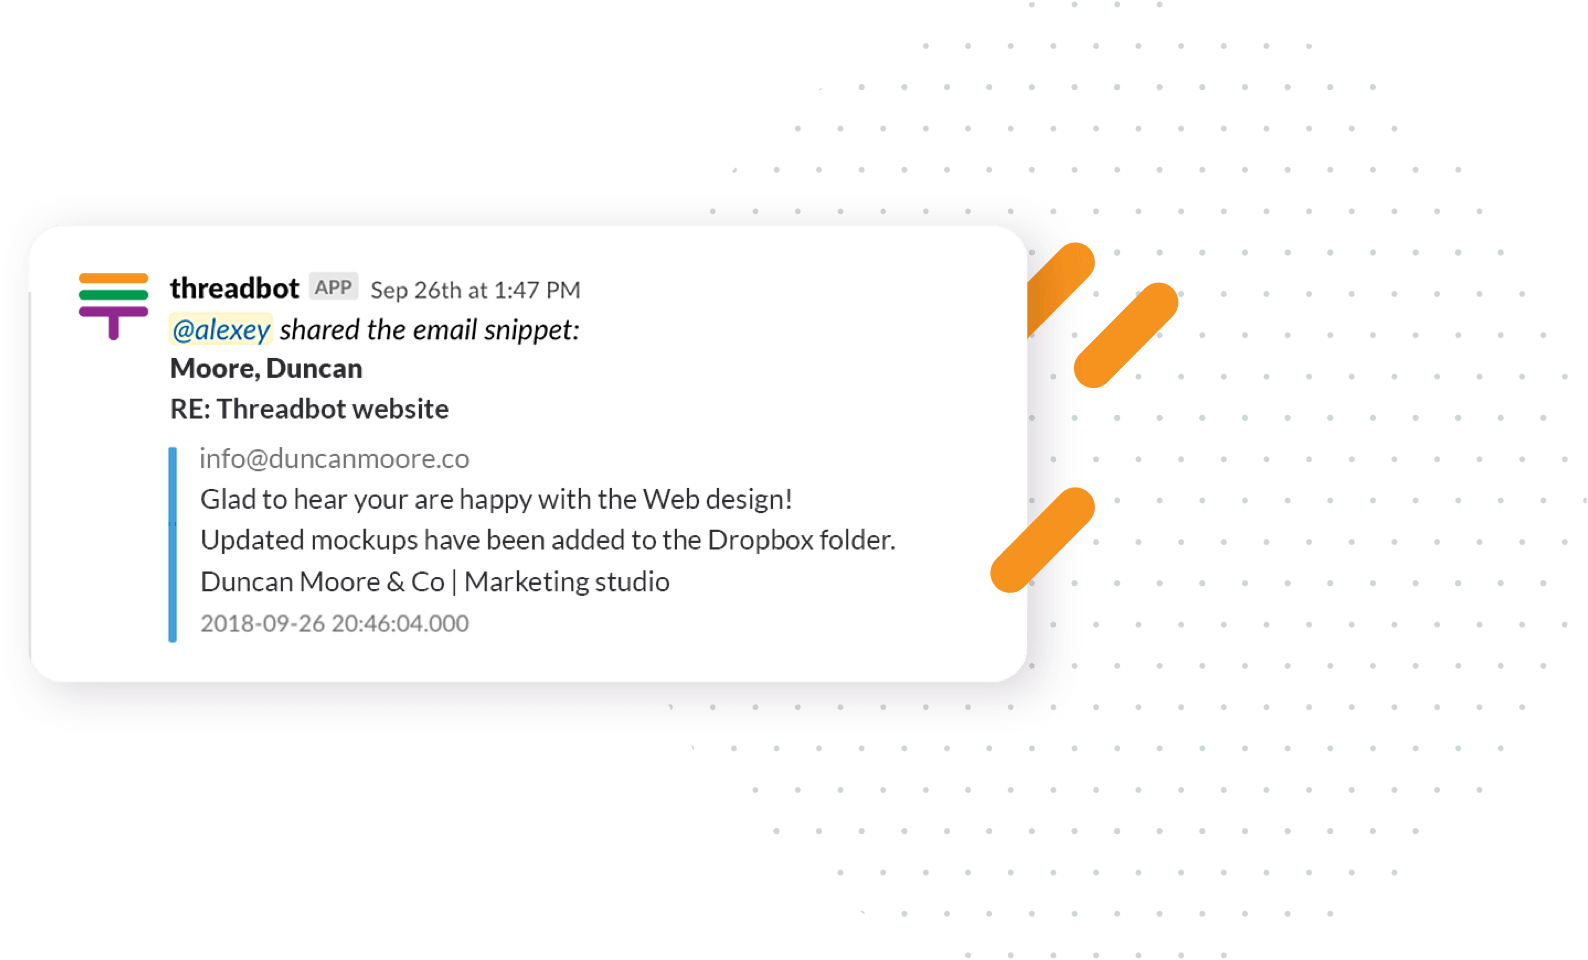 threadbot APP Sep 26th at 1:47 PM
@alexey shared the email snippet:
Moore, Duncan
RE: Threadbot website
info@duncanmoore.co
Glad to hear your are happy with the Web design!
Updated mockups have been added to the Dropbox folder.
Duncan Moore & Co | Marketing studio
2018-09-26 20:46:04.000